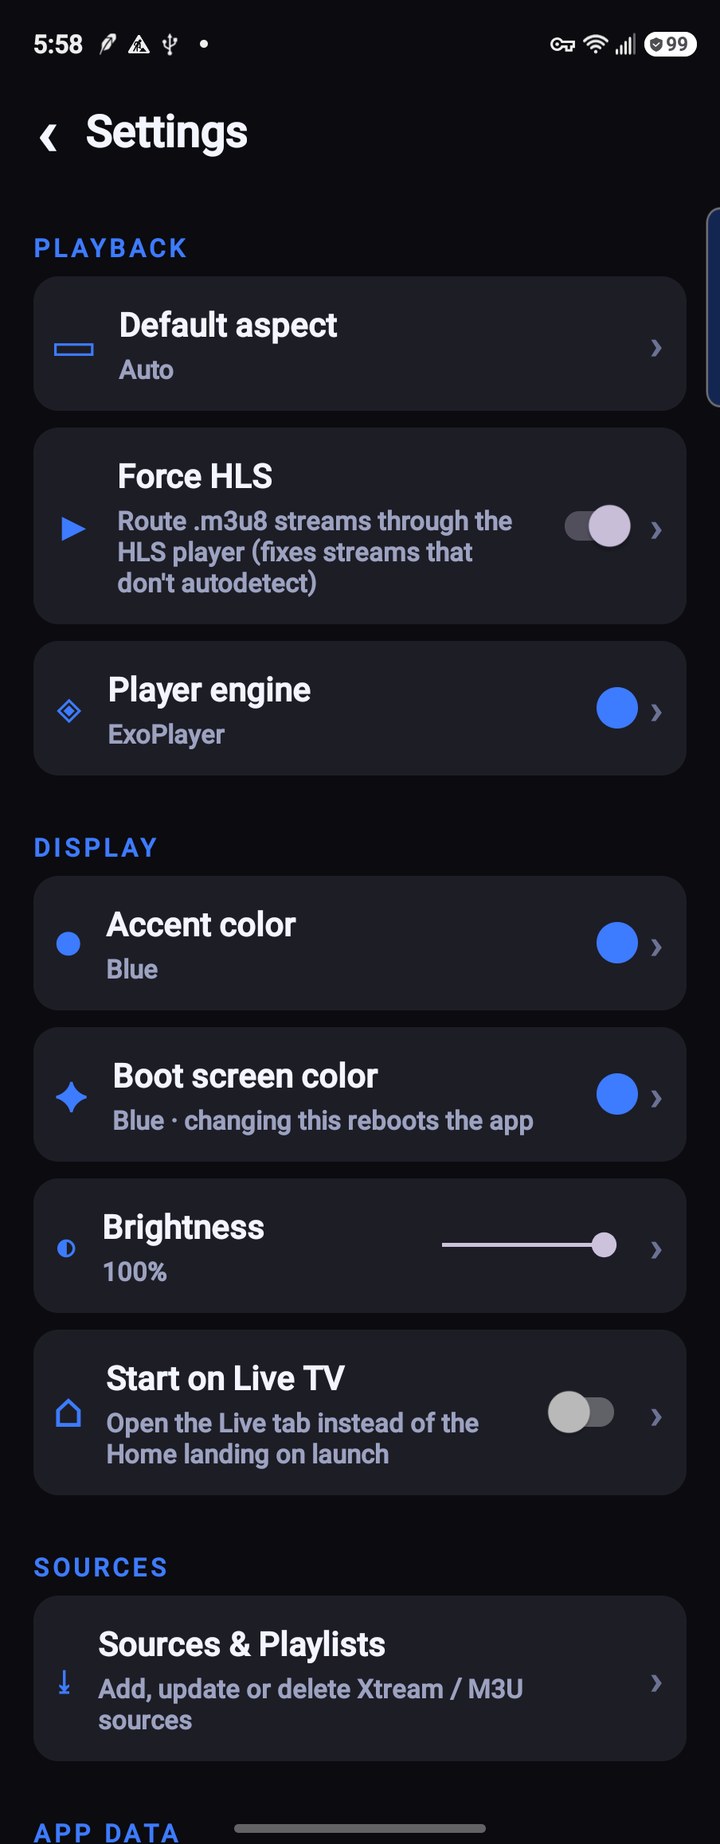 5:58
99
Settings
PLAYBACK
Default aspect
Auto
Force HLS
Route .m3u8 streams through the
HLS player (fixes streams that
don't autodetect)
Player engine
ExoPlayer
DISPLAY
Accent color
Blue
Boot screen color
Blue · changing this reboots the app
Brightness
100%
Start on Live TV
Open the Live tab instead of the
Home landing on launch
SOURCES
Sources & Playlists
Add, update or delete Xtream / M3U
sources
APP DATA